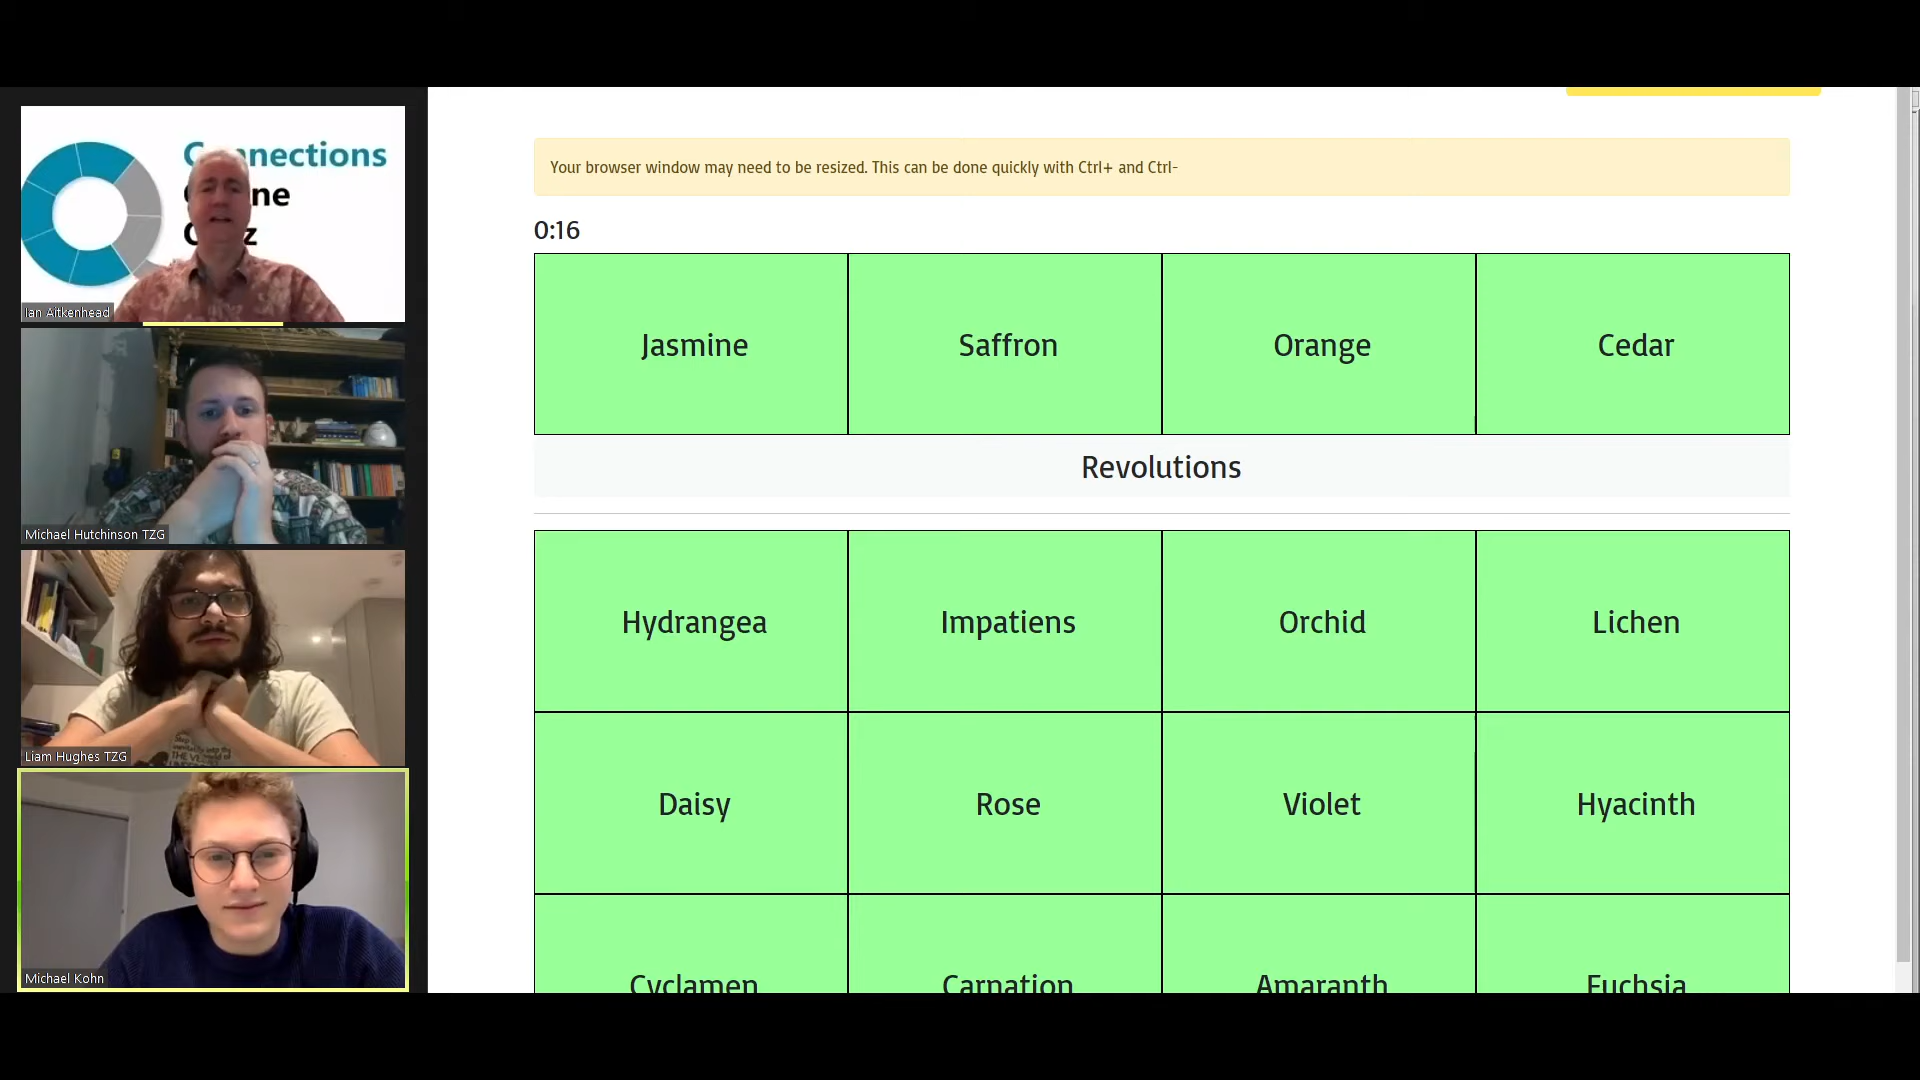 Connections
Ian Aitkenhead
Michael Hutchinson TZG
Liam Hughes TZG
Michael Kohn
Your browser window may need to be resized. This can be done quickly with Ctrl+ and Ctrl-
0:16
Jasmine Saffron Orange Cedar
Revolutions
Hydrangea Impatiens Orchid Lichen
Daisy Rose Violet Hyacinth
Cyclamen Carnation Amaranth Fuchsia